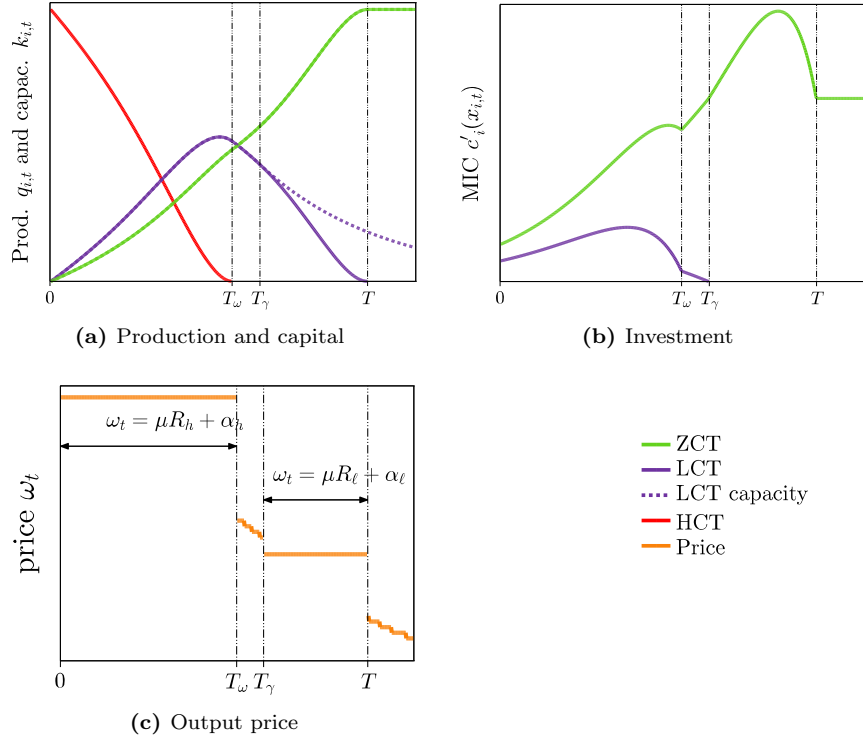 Prod. q_{i,t} and capac. k_{i,t}
0 T_ω T_γ T
(a) Production and capital
MIC c'_i(x_{i,t})
0 T_ω T_γ T
(b) Investment
price ω_t
ω_t = μR_h + α_h
ω_t = μR_ℓ + α_ℓ
0 T_ω T_γ T
(c) Output price
ZCT
LCT
LCT capacity
HCT
Price